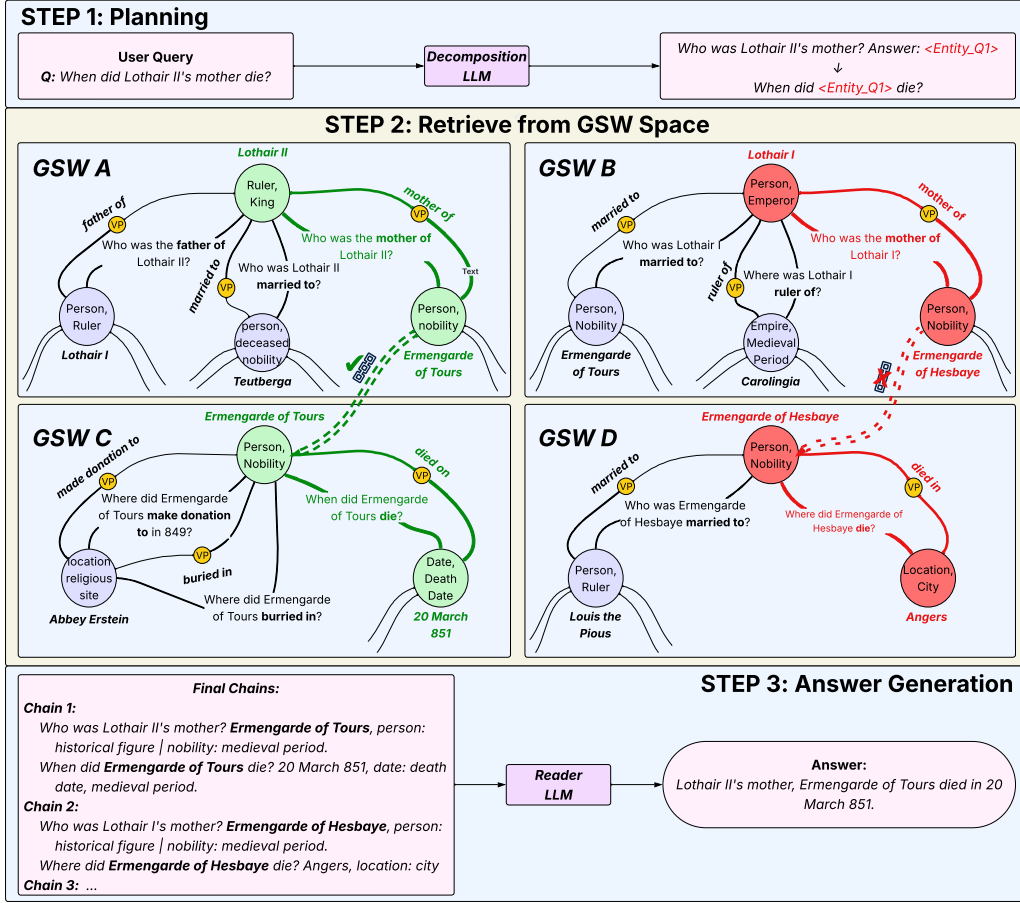 STEP 1: Planning
User Query
Q: When did Lothair II's mother die?
Decomposition
LLM
Who was Lothair II's mother? Answer: <Entity_Q1>
↓
When did <Entity_Q1> die?
STEP 2: Retrieve from GSW Space
GSW A
Lothair II
Ruler,
King
father of
VP
mother of
VP
Who was the father of
Lothair II?
Who was the mother of
Lothair II?
married to
VP
Who was Lothair II
married to?
Text
Person,
Ruler
Lothair I
person,
deceased
nobility
Teutberga
Person,
nobility
Ermengarde
of Tours
GSW B
Lothair I
Person,
Emperor
married to
VP
mother of
VP
Who was Lothair I
married to?
Who was the mother of
Lothair I?
ruler of
VP
Where was Lothair I
ruler of?
Person,
Nobility
Ermengarde
of Tours
Empire,
Medieval
Period
Carolingia
Person,
Nobility
Ermengarde
of Hesbaye
GSW C
Ermengarde of Tours
Person,
Nobility
made donation to
VP
died on
VP
Where did Ermengarde
of Tours make donation
to in 849?
When did Ermengarde
of Tours die?
VP
buried in
Where did Ermengarde
of Tours burried in?
location
religious
site
Abbey Erstein
Date,
Death
Date
20 March
851
GSW D
Ermengarde of Hesbaye
Person,
Nobility
married to
VP
died in
VP
Who was Ermengarde
of Hesbaye married to?
Where did Ermengarde of
Hesbaye die?
Person,
Ruler
Louis the
Pious
Location,
City
Angers
STEP 3: Answer Generation
Final Chains:
Chain 1:
Who was Lothair II's mother? Ermengarde of Tours, person:
historical figure | nobility: medieval period.
When did Ermengarde of Tours die? 20 March 851, date: death
date, medieval period.
Chain 2:
Who was Lothair I's mother? Ermengarde of Hesbaye, person:
historical figure | nobility: medieval period.
Where did Ermengarde of Hesbaye die? Angers, location: city
Chain 3: ...
Reader
LLM
Answer:
Lothair II's mother, Ermengarde of Tours died in 20
March 851.